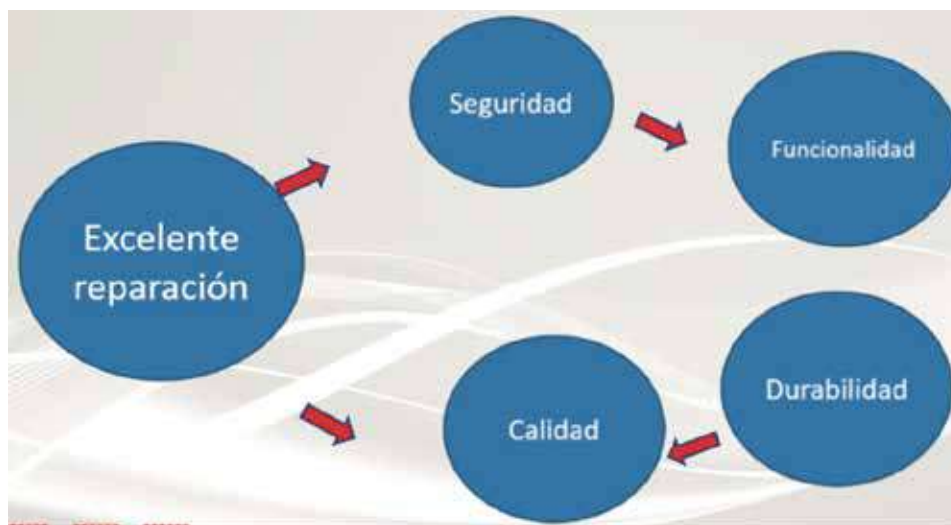 Seguridad
Funcionalidad
Excelente
reparación
Durabilidad
Calidad